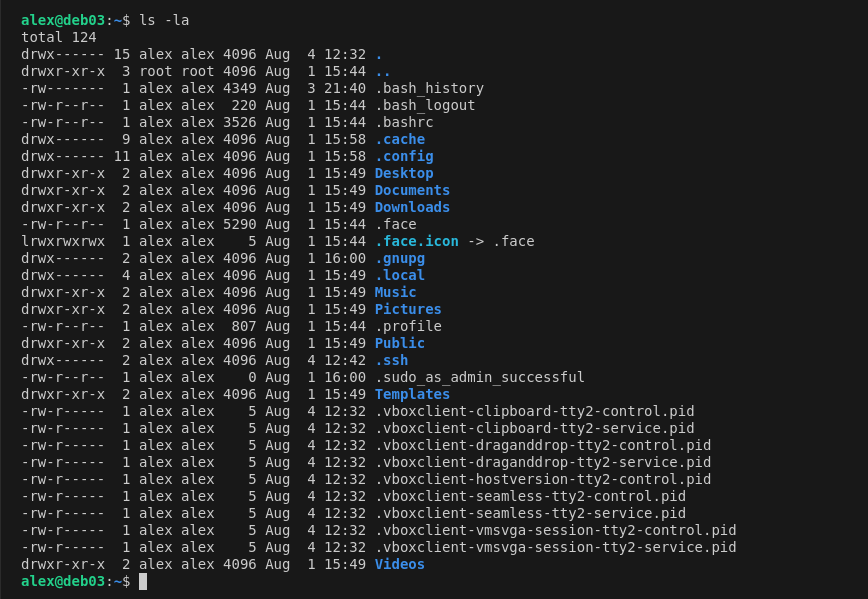 alex@deb03:~$ ls -la
total 124
drwx------ 15 alex alex 4096 Aug  4 12:32 .
drwxr-xr-x  3 root root 4096 Aug  1 15:44 ..
-rw-------  1 alex alex 4349 Aug  3 21:40 .bash_history
-rw-r--r--  1 alex alex  220 Aug  1 15:44 .bash_logout
-rw-r--r--  1 alex alex 3526 Aug  1 15:44 .bashrc
drwx------  9 alex alex 4096 Aug  1 15:58 .cache
drwx------ 11 alex alex 4096 Aug  1 15:58 .config
drwxr-xr-x  2 alex alex 4096 Aug  1 15:49 Desktop
drwxr-xr-x  2 alex alex 4096 Aug  1 15:49 Documents
drwxr-xr-x  2 alex alex 4096 Aug  1 15:49 Downloads
-rw-r--r--  1 alex alex 5290 Aug  1 15:44 .face
lrwxrwxrwx  1 alex alex    5 Aug  1 15:44 .face.icon -> .face
drwx------  2 alex alex 4096 Aug  1 16:00 .gnupg
drwx------  4 alex alex 4096 Aug  1 15:49 .local
drwxr-xr-x  2 alex alex 4096 Aug  1 15:49 Music
drwxr-xr-x  2 alex alex 4096 Aug  1 15:49 Pictures
-rw-r--r--  1 alex alex  807 Aug  1 15:44 .profile
drwxr-xr-x  2 alex alex 4096 Aug  1 15:49 Public
drwx------  2 alex alex 4096 Aug  4 12:42 .ssh
-rw-r--r--  1 alex alex    0 Aug  1 16:00 .sudo_as_admin_successful
drwxr-xr-x  2 alex alex 4096 Aug  1 15:49 Templates
-rw-r-----  1 alex alex    5 Aug  4 12:32 .vboxclient-clipboard-tty2-control.pid
-rw-r-----  1 alex alex    5 Aug  4 12:32 .vboxclient-clipboard-tty2-service.pid
-rw-r-----  1 alex alex    5 Aug  4 12:32 .vboxclient-draganddrop-tty2-control.pid
-rw-r-----  1 alex alex    5 Aug  4 12:32 .vboxclient-draganddrop-tty2-service.pid
-rw-r-----  1 alex alex    5 Aug  4 12:32 .vboxclient-hostversion-tty2-control.pid
-rw-r-----  1 alex alex    5 Aug  4 12:32 .vboxclient-seamless-tty2-control.pid
-rw-r-----  1 alex alex    5 Aug  4 12:32 .vboxclient-seamless-tty2-service.pid
-rw-r-----  1 alex alex    5 Aug  4 12:32 .vboxclient-vmsvga-session-tty2-control.pid
-rw-r-----  1 alex alex    5 Aug  4 12:32 .vboxclient-vmsvga-session-tty2-service.pid
drwxr-xr-x  2 alex alex 4096 Aug  1 15:49 Videos
alex@deb03:~$